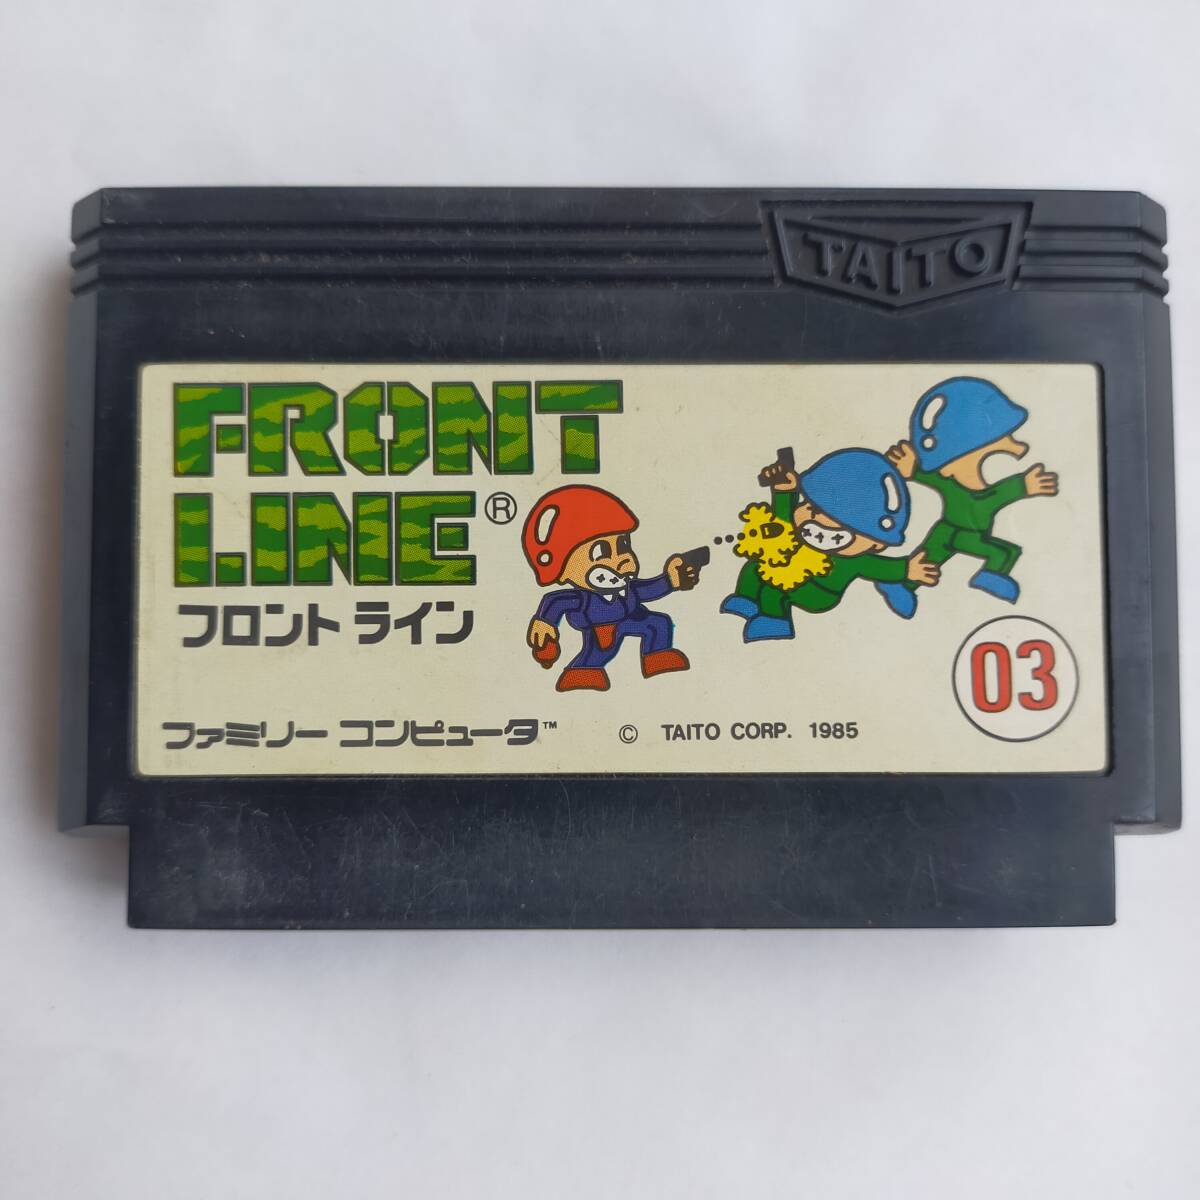 TAITO
FRONT
LINE®
フロント ライン
03
ファミリー コンピュータ™
© TAITO CORP. 1985